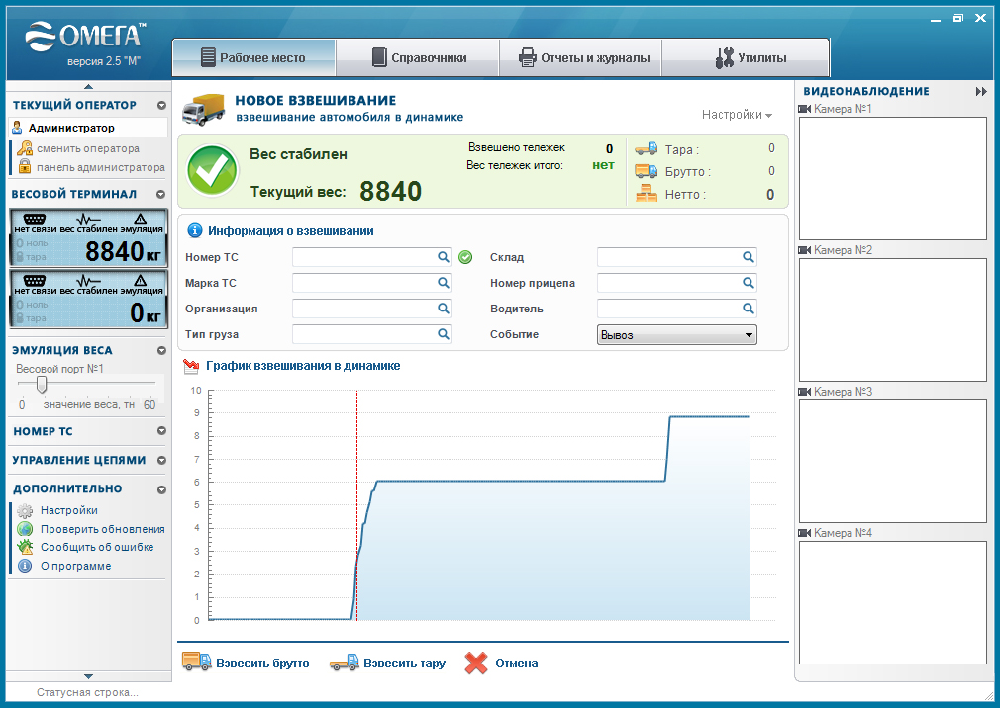 ОМЕГА™
версия 2.5 "М"
Рабочее место
Справочники
Отчеты и журналы
Утилиты
ТЕКУЩИЙ ОПЕРАТОР
Администратор
сменить оператора
панель администратора
ВЕСОВОЙ ТЕРМИНАЛ
нет связи вес стабилен эмуляция
0 ноль
тара
8840 кг
нет связи вес стабилен эмуляция
0 ноль
тара
0 кг
ЭМУЛЯЦИЯ ВЕСА
Весовой порт №1
0 значение веса, тн 60
НОМЕР ТС
УПРАВЛЕНИЕ ЦЕПЯМИ
ДОПОЛНИТЕЛЬНО
Настройки
Проверить обновления
Сообщить об ошибке
О программе
Статусная строка...
НОВОЕ ВЗВЕШИВАНИЕ
взвешивание автомобиля в динамике
Настройки
Вес стабилен
Текущий вес: 8840
Взвешено тележек 0
Вес тележек итого: нет
Тара : 0
Брутто : 0
Нетто : 0
Информация о взвешивании
Номер ТС
Склад
Марка ТС
Номер прицепа
Организация
Водитель
Тип груза
Событие
Вывоз
График взвешивания в динамике
10
9
8
7
6
5
4
3
2
1
0
Взвесить брутто
Взвесить тару
Отмена
ВИДЕОНАБЛЮДЕНИЕ
Камера №1
Камера №2
Камера №3
Камера №4